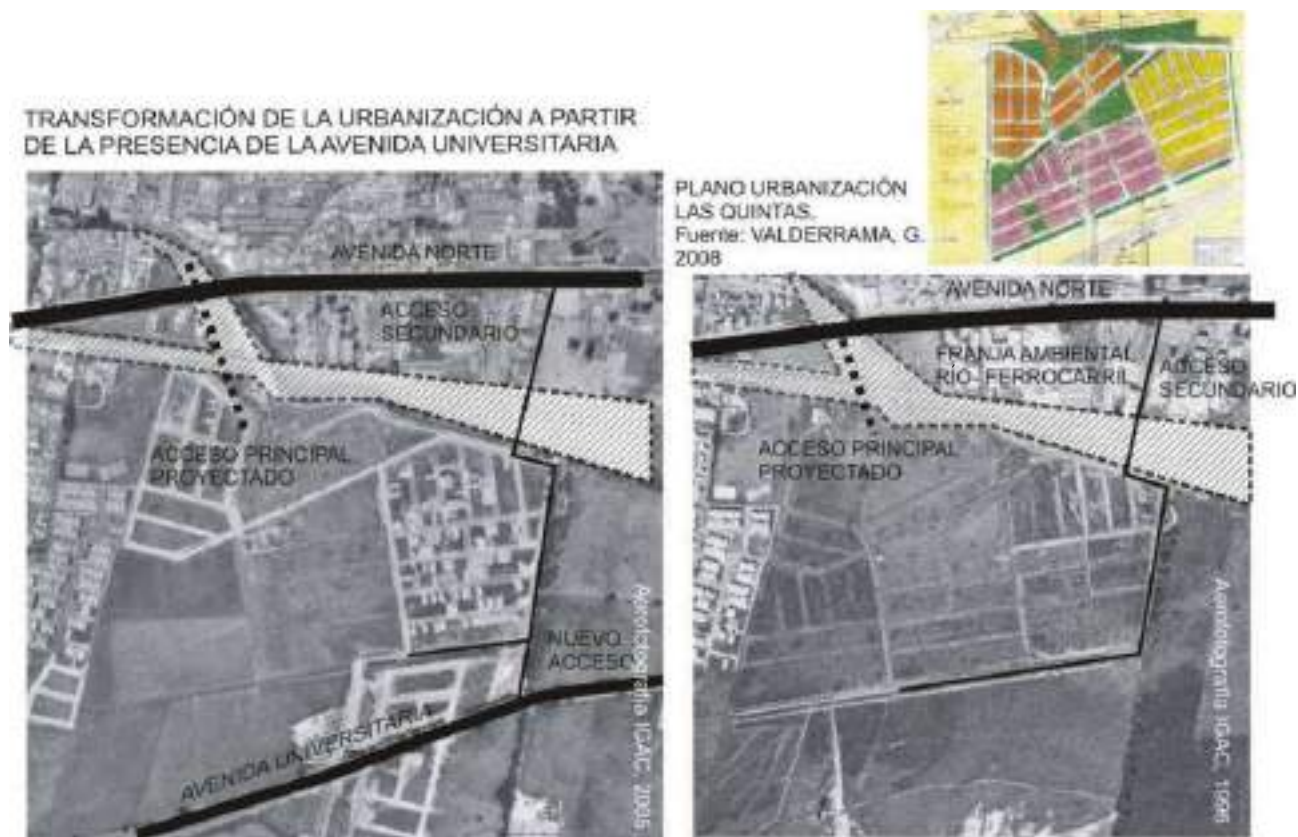 TRANSFORMACIÓN DE LA URBANIZACIÓN A PARTIR
DE LA PRESENCIA DE LA AVENIDA UNIVERSITARIA
PLANO URBANIZACIÓN
LAS QUINTAS.
Fuente: VALDERRAMA, G.
2008
AVENIDA NORTE
ACCESO
SECUNDARIO
ACCESO PRINCIPAL
PROYECTADO
NUEVO
ACCESO
AVENIDA UNIVERSITARIA
Aerofotografía IGAC, 2005
AVENIDA NORTE
FRANJA AMBIENTAL
RÍO- FERROCARRIL
ACCESO
SECUNDARIO
ACCESO PRINCIPAL
PROYECTADO
Aerofotografía IGAC, 1996